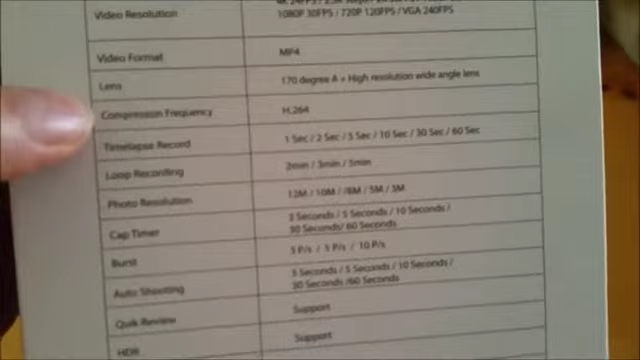 Video Resolution
1080P 30FPS / 720P 120FPS / VGA 240FPS
Video Format MP4
Lens 170 degree A + High resolution wide angle lens
Compression Frequency H.264
Timelapse Record 1 Sec / 2 Sec / 5 Sec / 10 Sec / 30 Sec / 60 Sec
Loop Recording 2min / 3min / 5min
Photo Resolution 12M / 10M / /8M / 5M / 3M
Cap Timer 3 Seconds / 5 Seconds / 10 Seconds /
30 Seconds/ 60 Seconds
Burst 3 P/s / 5 P/s / 10 P/s
Auto Shooting 3 Seconds / 5 Seconds / 10 Seconds /
30 Seconds /60 Seconds
Quik Review Support
HDR Support